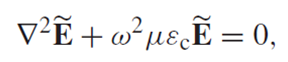 ∇²Ẽ + ω²με_cẼ = 0,